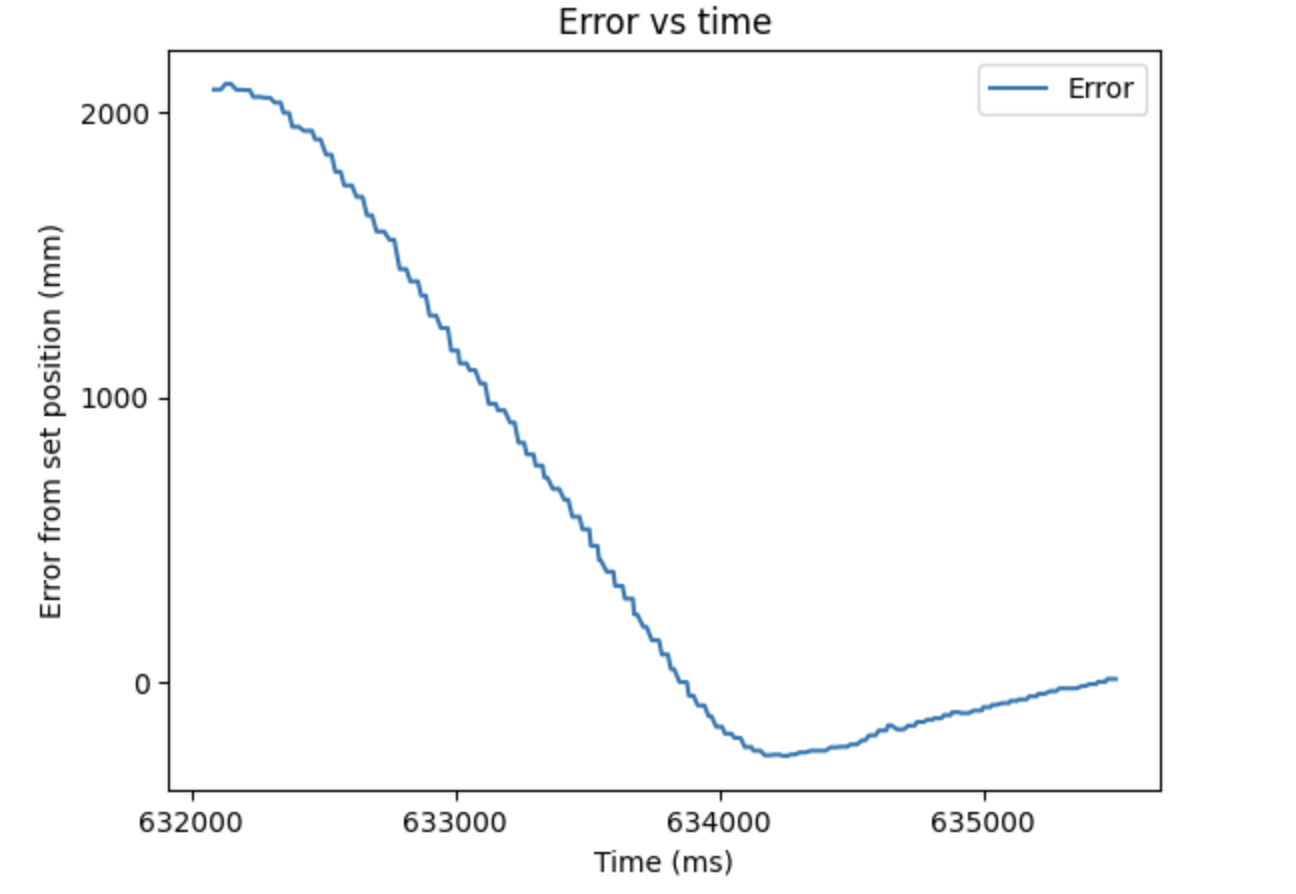 Error vs time
Error
2000
1000
0
Error from set position (mm)
632000 633000 634000 635000
Time (ms)